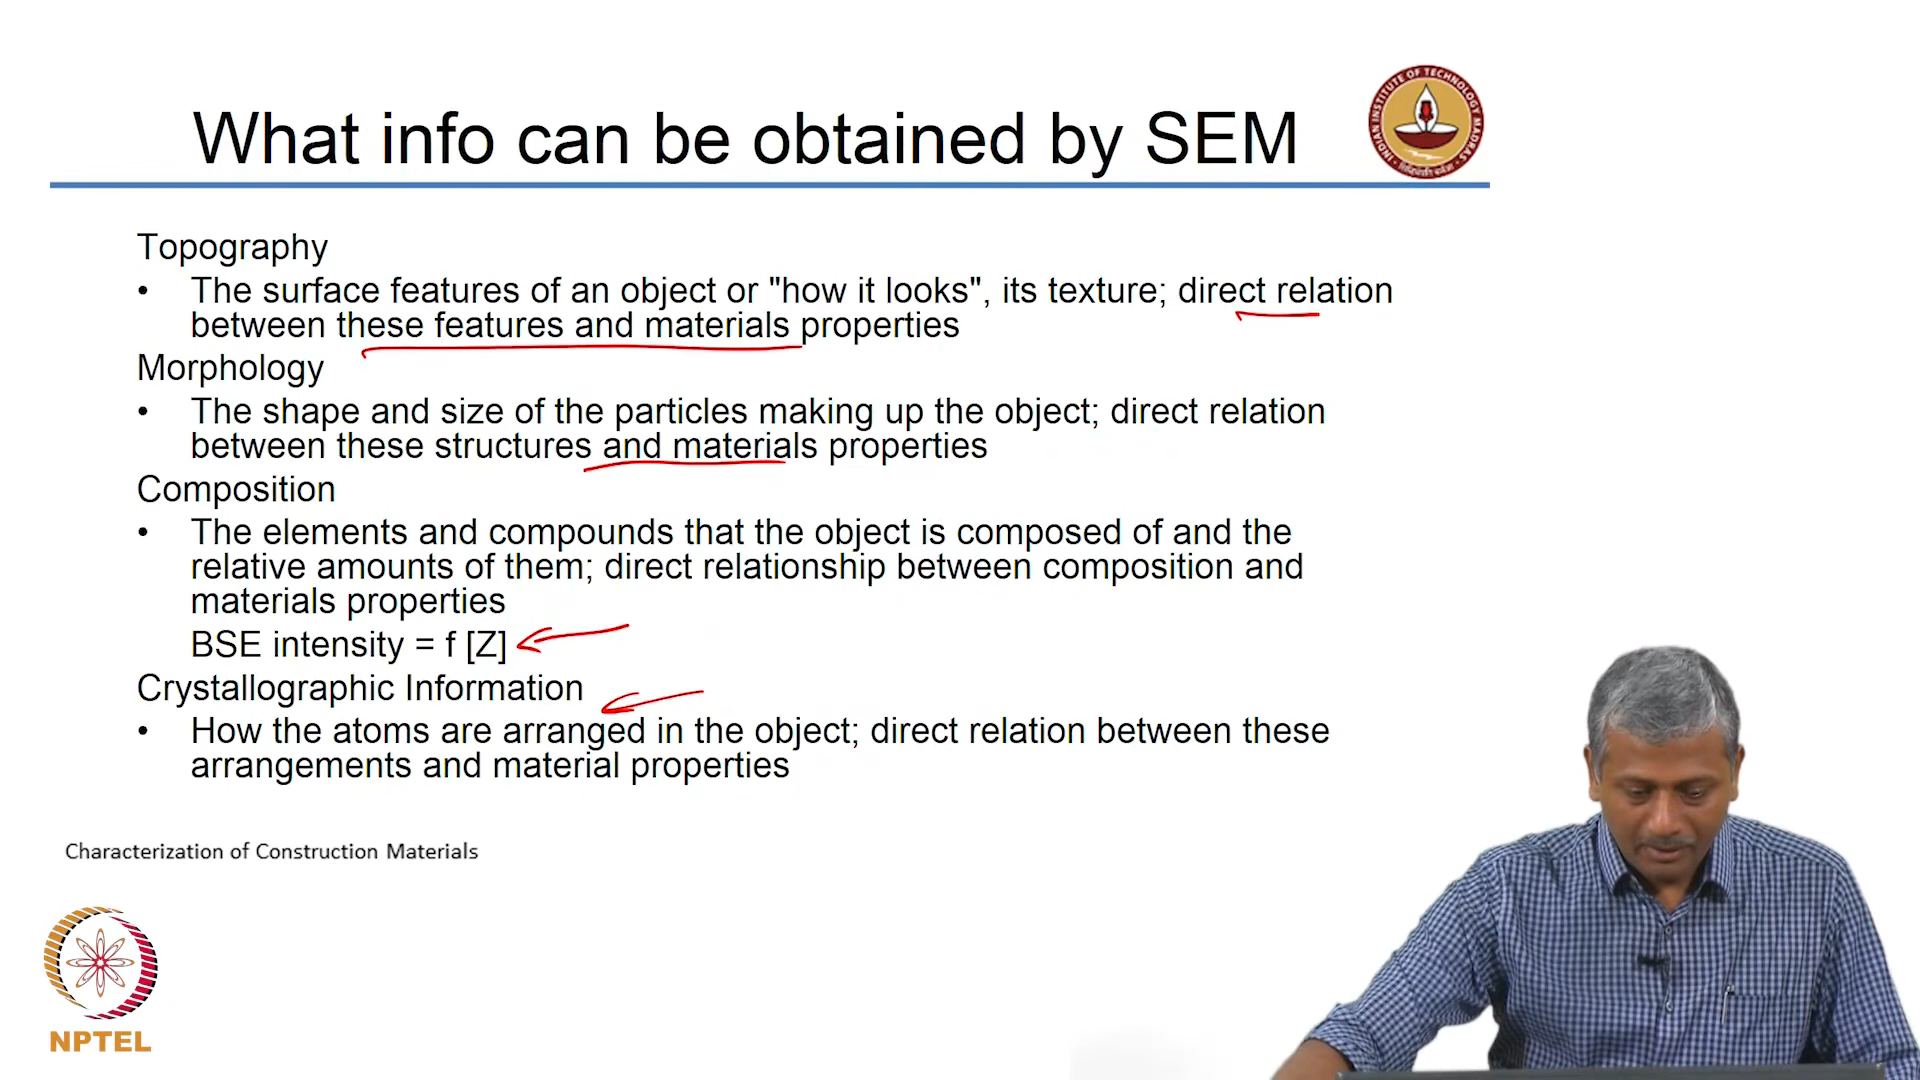 What info can be obtained by SEM
INDIAN INSTITUTE OF TECHNOLOGY MADRAS
Topography
• The surface features of an object or "how it looks", its texture; direct relation
between these features and materials properties
Morphology
• The shape and size of the particles making up the object; direct relation
between these structures and materials properties
Composition
• The elements and compounds that the object is composed of and the
relative amounts of them; direct relationship between composition and
materials properties
BSE intensity = f [Z]
Crystallographic Information
• How the atoms are arranged in the object; direct relation between these
arrangements and material properties
Characterization of Construction Materials
NPTEL